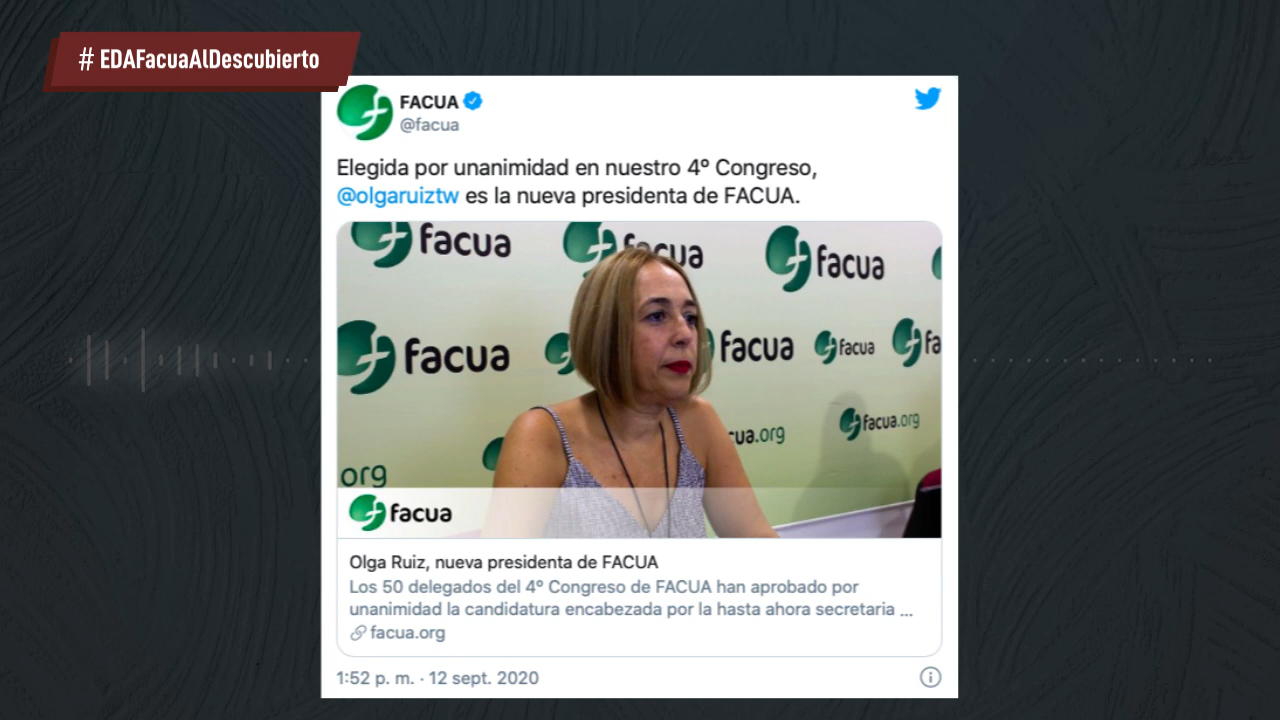 # EDAFacuaAlDescubierto
FACUA
@facua
Elegida por unanimidad en nuestro 4º Congreso,
@olgaruiztw es la nueva presidenta de FACUA.
facua
facua
facua
facua
facua
facua
fa
facua.org
cua.org
org
facua
Olga Ruiz, nueva presidenta de FACUA
Los 50 delegados del 4º Congreso de FACUA han aprobado por
unanimidad la candidatura encabezada por la hasta ahora secretaria ...
facua.org
1:52 p. m. · 12 sept. 2020